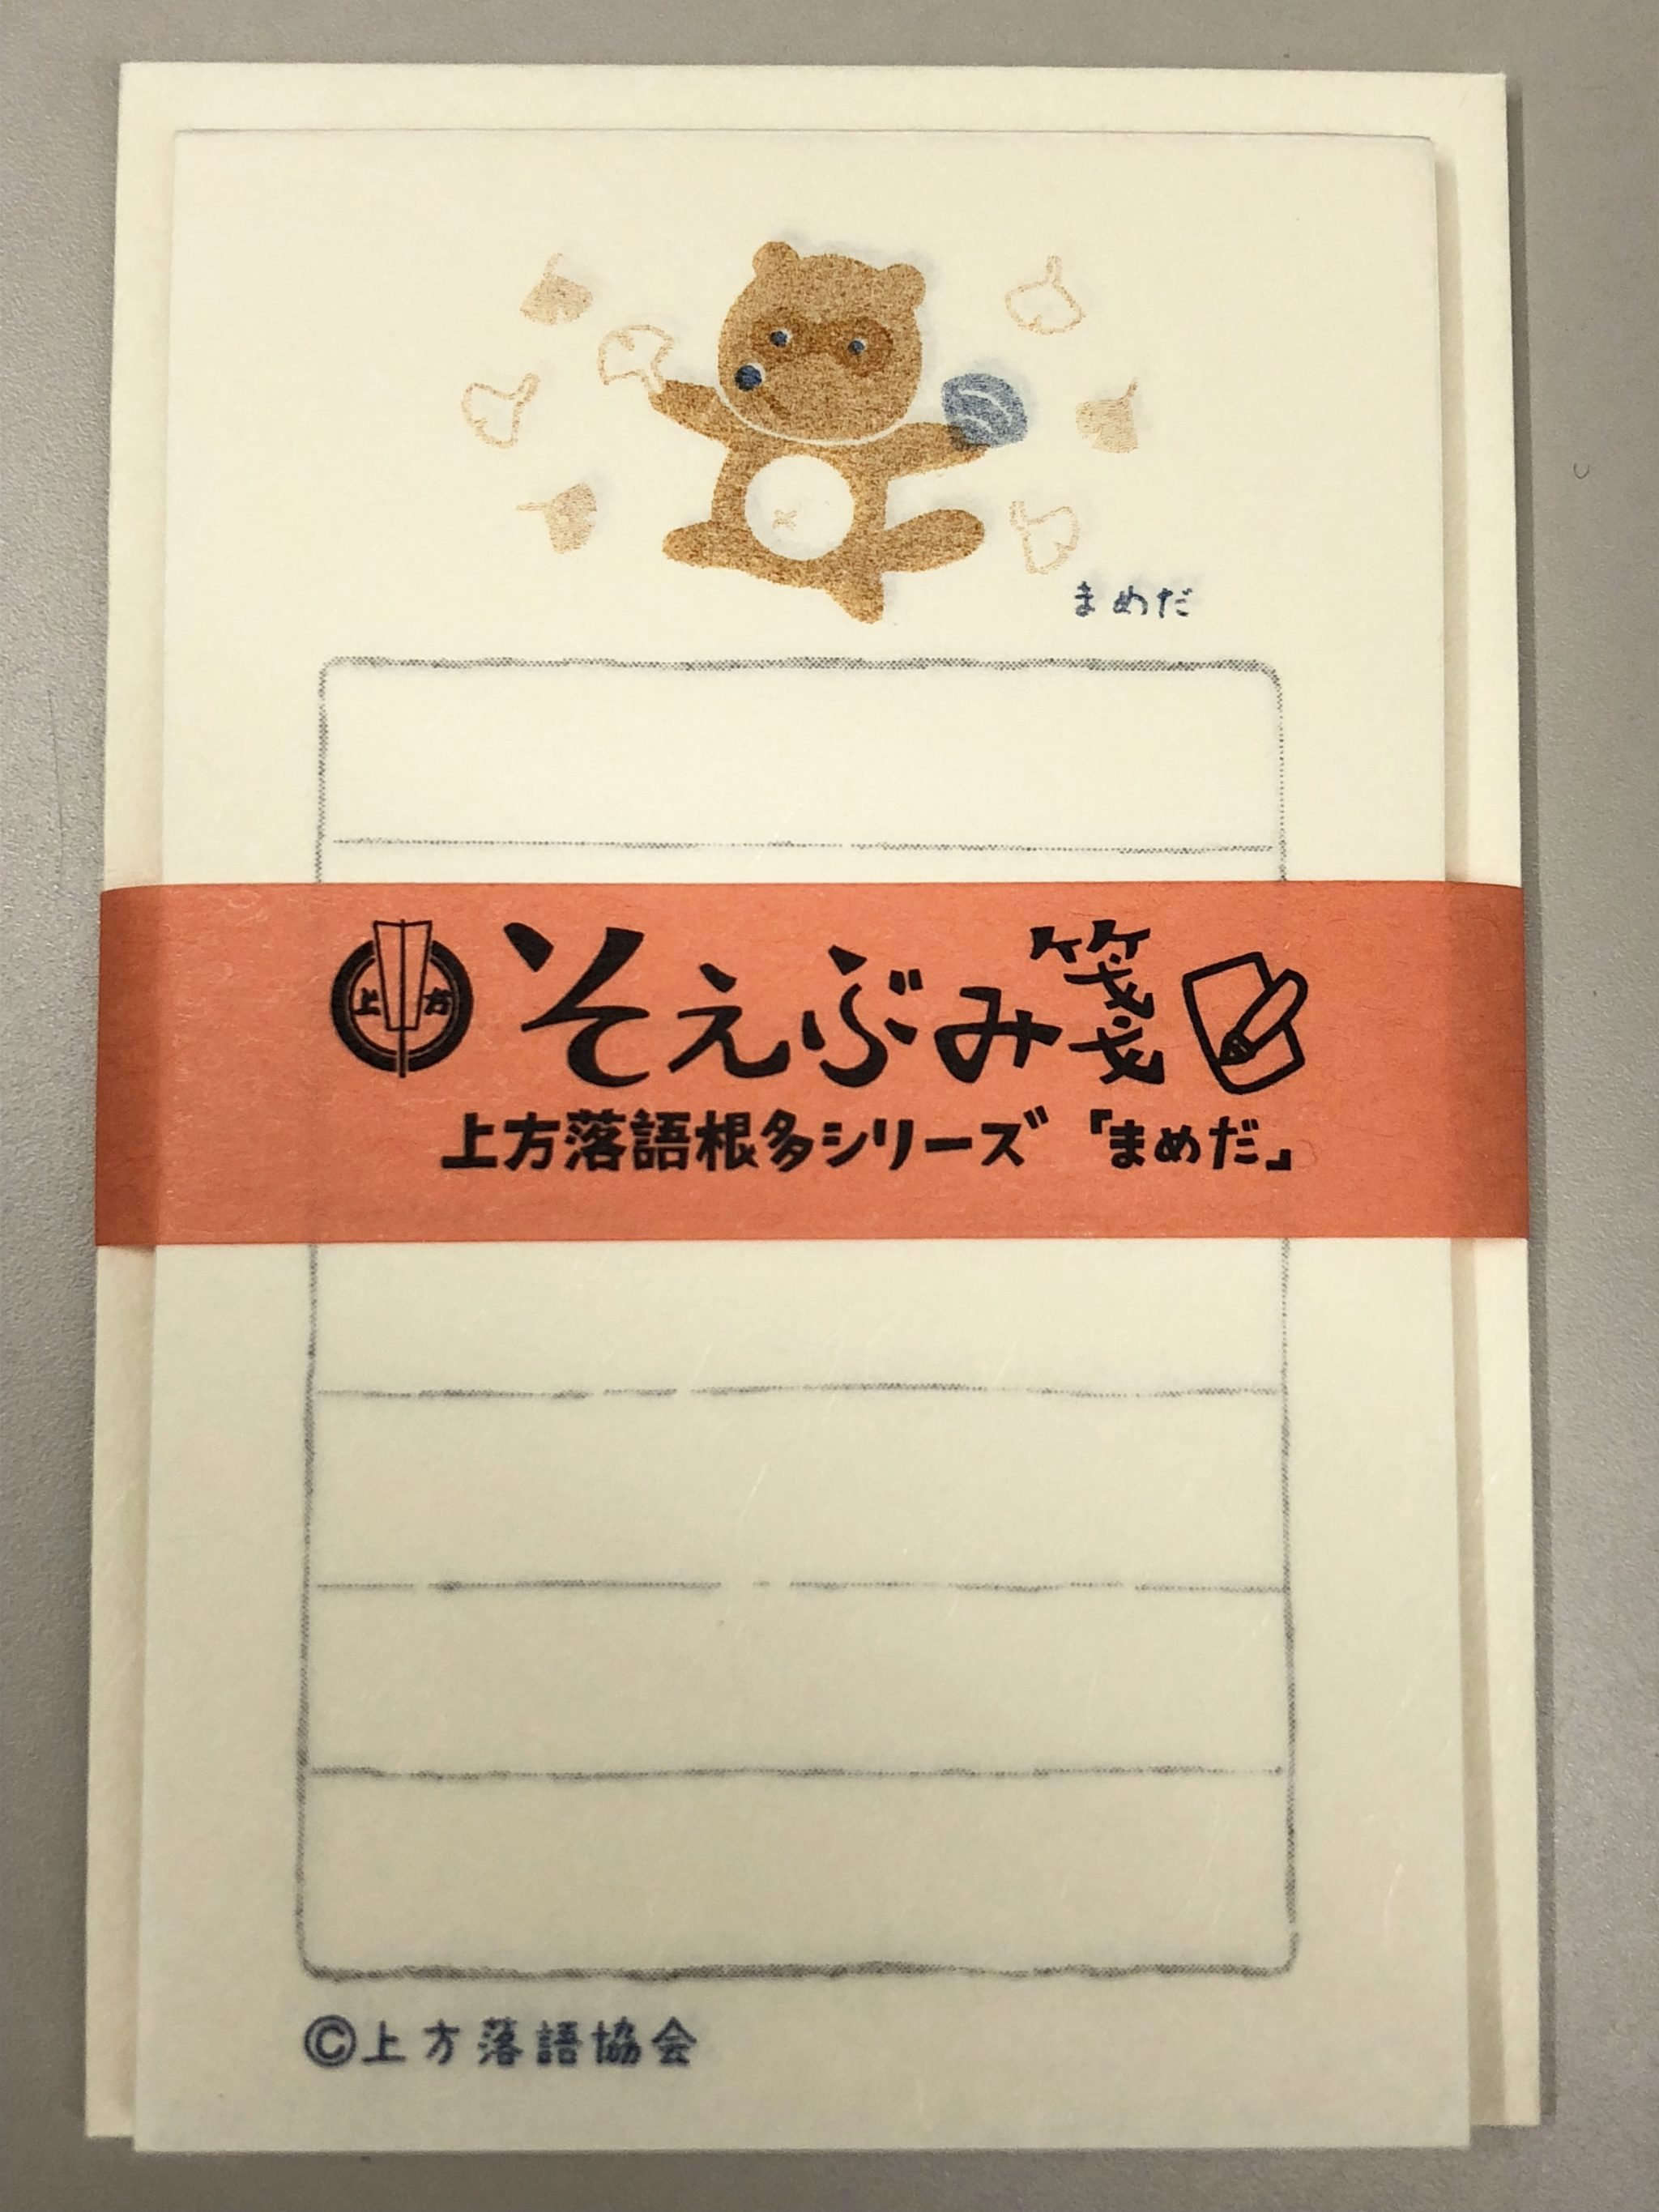 まめだ
上方
そえぶみ箋
上方落語根多シリーズ「まめだ」
©上方落語協会